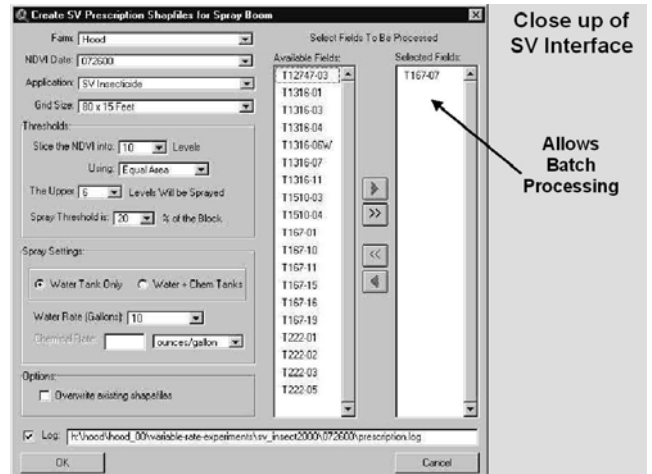 Create SV Prescription Shapfiles for Spray Boom
Farm: Hood
NDVI Date: 072600
Application: SV Insecticide
Grid Size: 80 x 15 Feet
Thresholds:
Slice the NDVI into: 10 Levels
Using: Equal Area
The Upper 6 Levels Will be Sprayed
Spray Threshold is: 20 % of the Block
Spray Settings:
Water Tank Only Water + Chem Tanks
Water Rate (Gallons): 10
Chemical Rate: ounces/gallon
Options:
Overwrite existing shapefiles
Select Fields To Be Processed
Available Fields:
T12747-03
T1316-01
T1316-03
T1316-04
T1316-06W
T1316-07
T1316-11
T1510-03
T1510-04
T167-01
T167-10
T167-11
T167-15
T167-16
T167-19
T222-01
T222-02
T222-03
T222-05
>>
<<
Selected Fields:
T167-07
Log: h:\hood\hood_00\variable-rate-experiments\sv_insect2000\072600\prescription.log
OK Cancel
Close up of
SV Interface
Allows
Batch
Processing